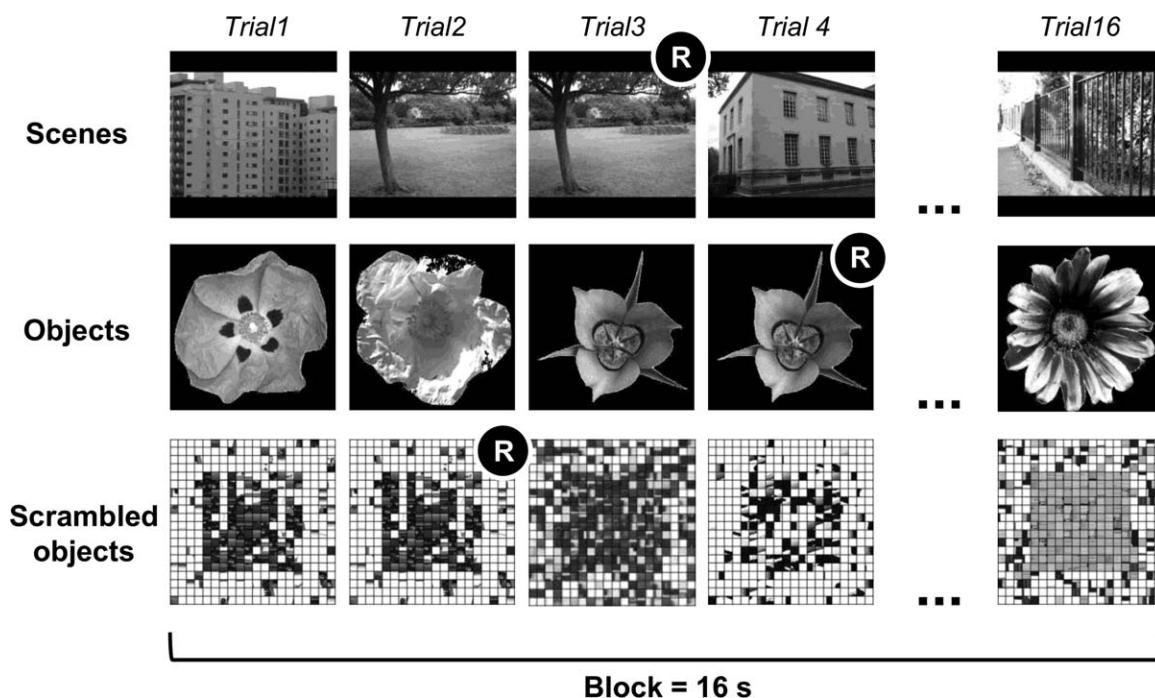 Trial1 Trial2 Trial3 Trial 4 Trial16
R
Scenes
...
R
Objects
...
R
Scrambled
objects
...
Block = 16 s